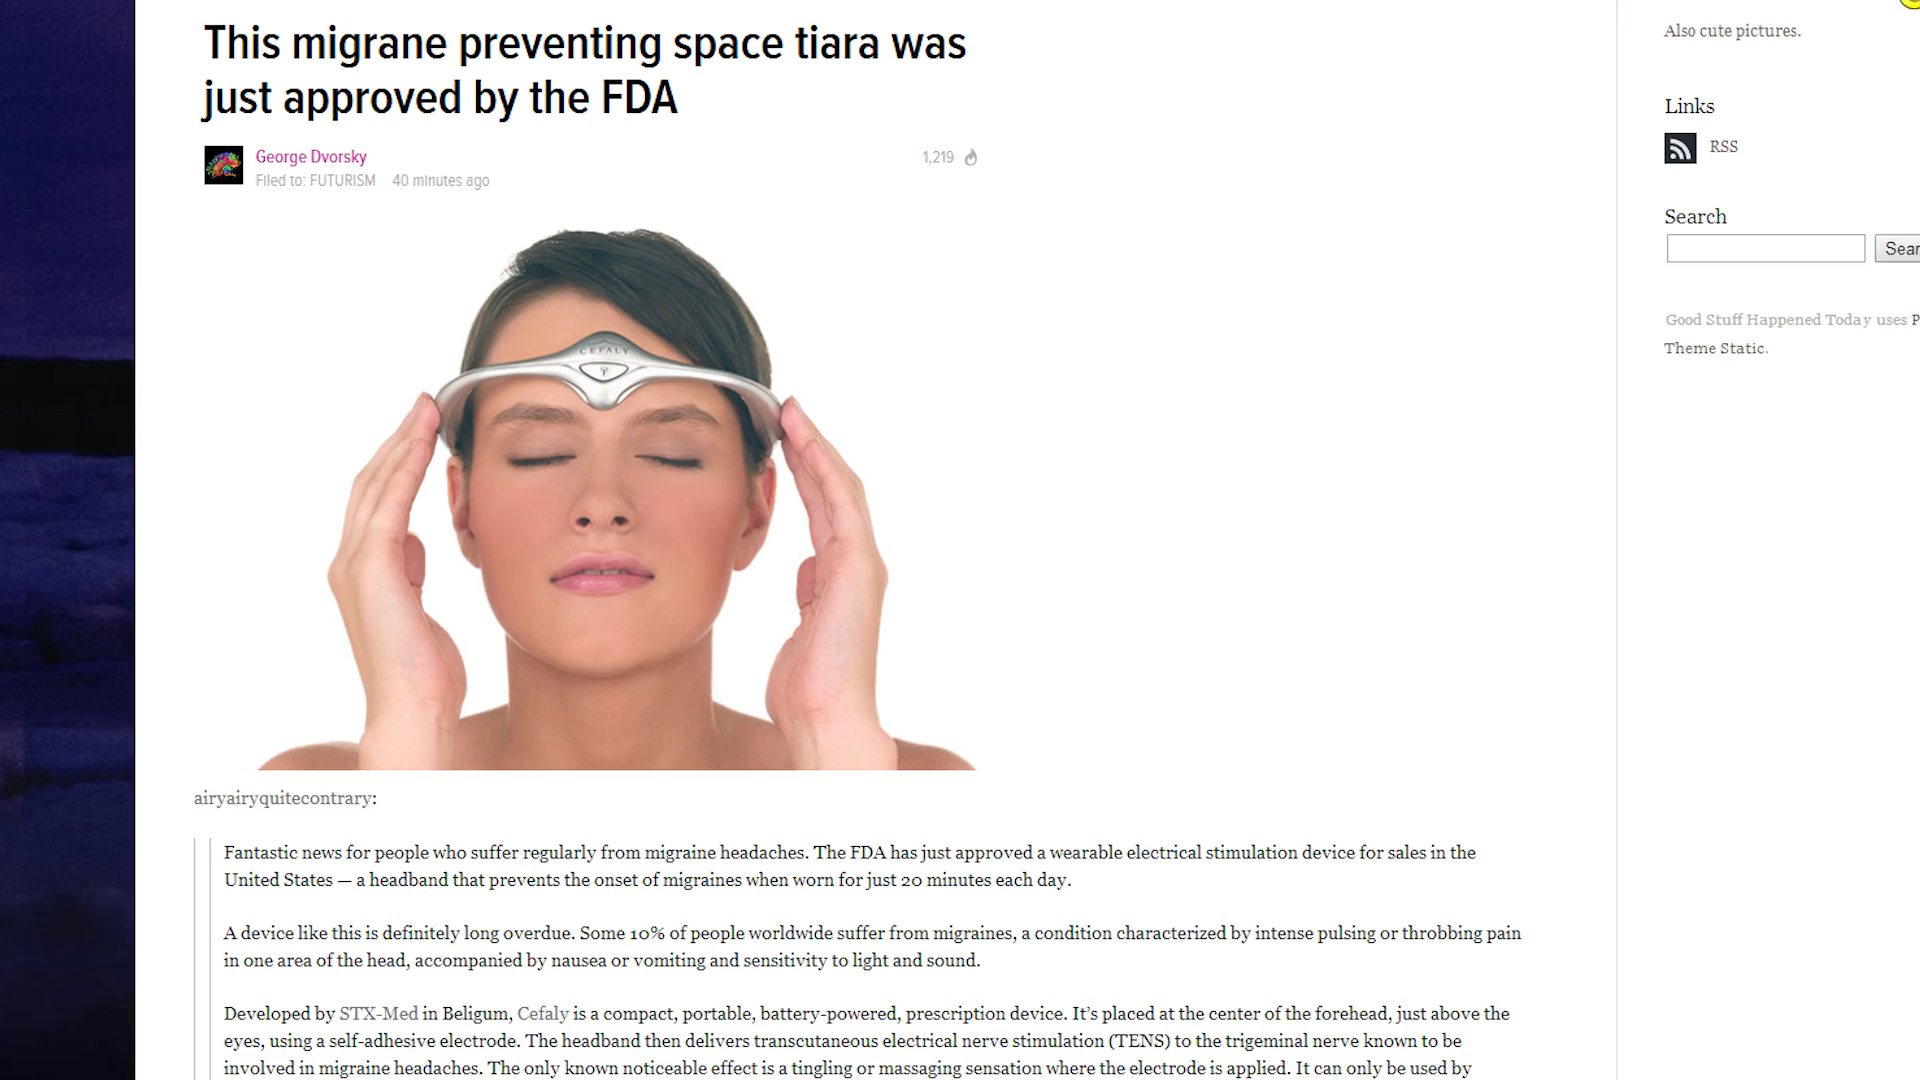 This migrane preventing space tiara was
just approved by the FDA
George Dvorsky
1,219
Filed to: FUTURISM 40 minutes ago
CEFALY
airyairyquitecontrary:
Fantastic news for people who suffer regularly from migraine headaches. The FDA has just approved a wearable electrical stimulation device for sales in the
United States — a headband that prevents the onset of migraines when worn for just 20 minutes each day.
A device like this is definitely long overdue. Some 10% of people worldwide suffer from migraines, a condition characterized by intense pulsing or throbbing pain
in one area of the head, accompanied by nausea or vomiting and sensitivity to light and sound.
Developed by STX-Med in Beligum, Cefaly is a compact, portable, battery-powered, prescription device. It's placed at the center of the forehead, just above the
eyes, using a self-adhesive electrode. The headband then delivers transcutaneous electrical nerve stimulation (TENS) to the trigeminal nerve known to be
involved in migraine headaches. The only known noticeable effect is a tingling or massaging sensation where the electrode is applied. It can only be used by
Also cute pictures.
Links
RSS
Search
Sear
Good Stuff Happened Today uses P
Theme Static.